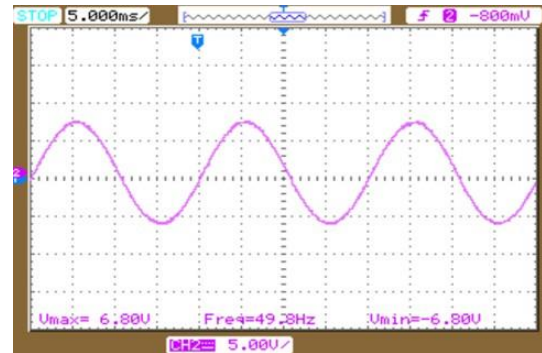 STOP 5.000ms/ T 2 -800mV
T
2
Vmax= 6.80V Freq=49.8Hz Vmin=-6.80V
CH2 5.00V/